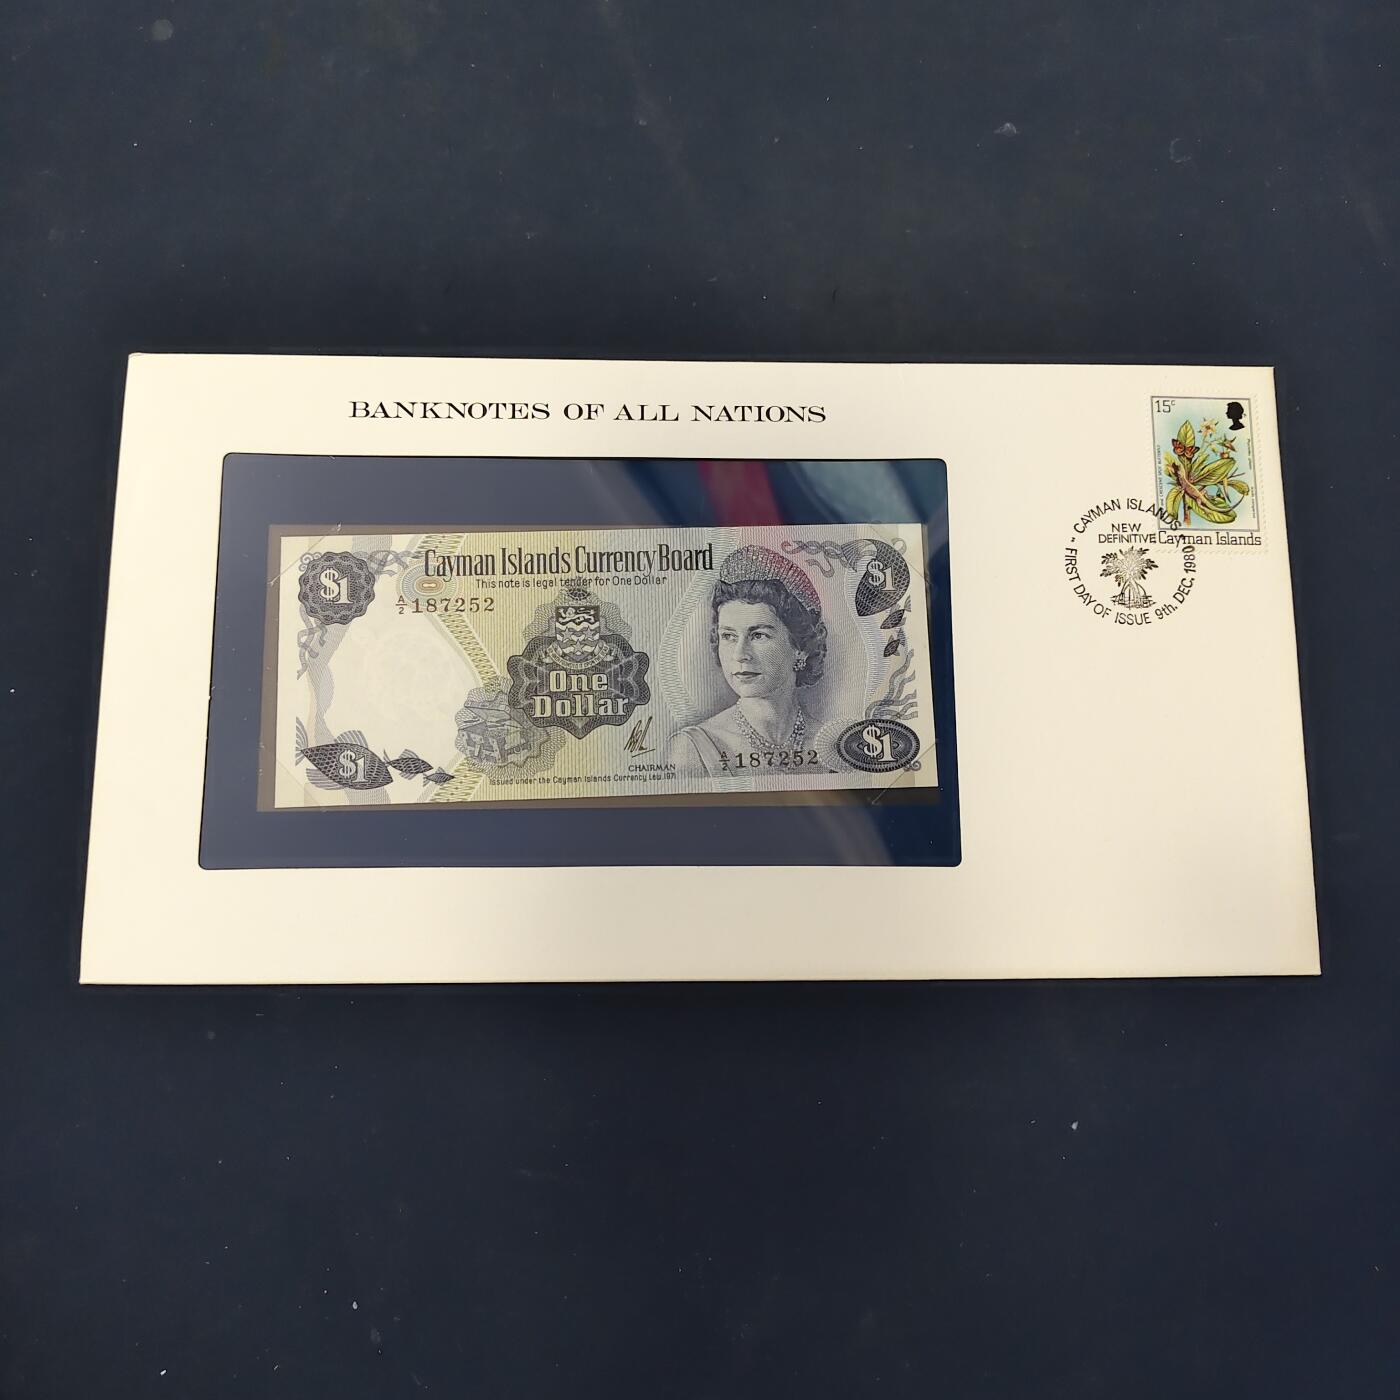 BANKNOTES OF ALL NATIONS
15c
Cayman Islands
CAYMAN ISLANDS
NEW
DEFINITIVE
" FIRST DAY OF ISSUE 9th. DEC. 1980 "
Cayman Islands Currency Board
This note is legal tender for One Dollar
$1
$1
A/2 187252
One
Dollar
$1
CHAIRMAN
A/2 187252
$1
Issued under the Cayman Islands Currency Law, 1971